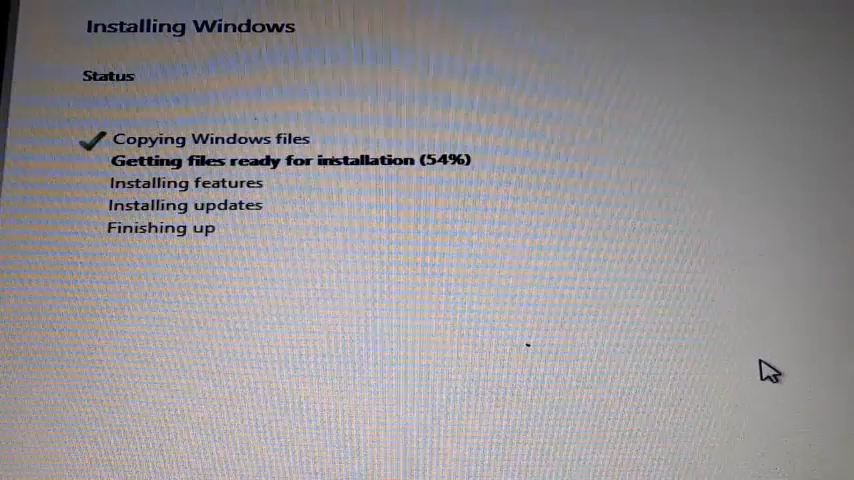 Installing Windows
Status
Copying Windows files
Getting files ready for installation (54%)
Installing features
Installing updates
Finishing up